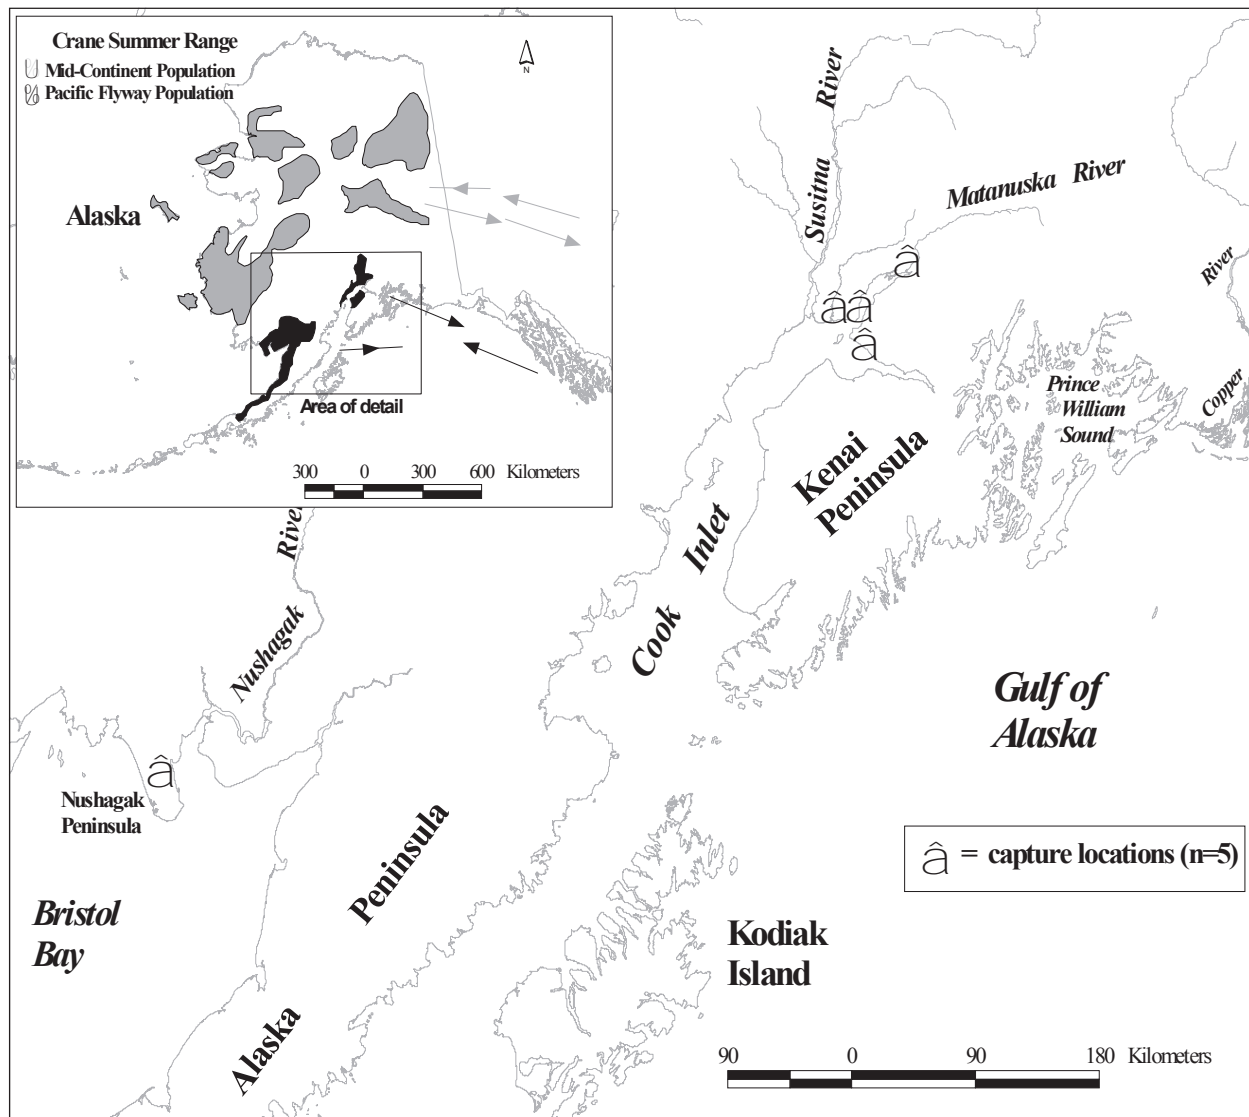 Crane Summer Range
Mid-Continent Population
Pacific Flyway Population
N
Alaska
Area of detail
300 0 300 600 Kilometers
Susitna River
Matanuska River
River
Copper
â
â â
â
Prince
William
Sound
Kenai
Peninsula
Cook Inlet
River
Nushagak
Gulf of
Alaska
â
Nushagak
Peninsula
Peninsula
Alaska
â = capture locations (n=5)
Bristol
Bay
Kodiak
Island
90 0 90 180 Kilometers